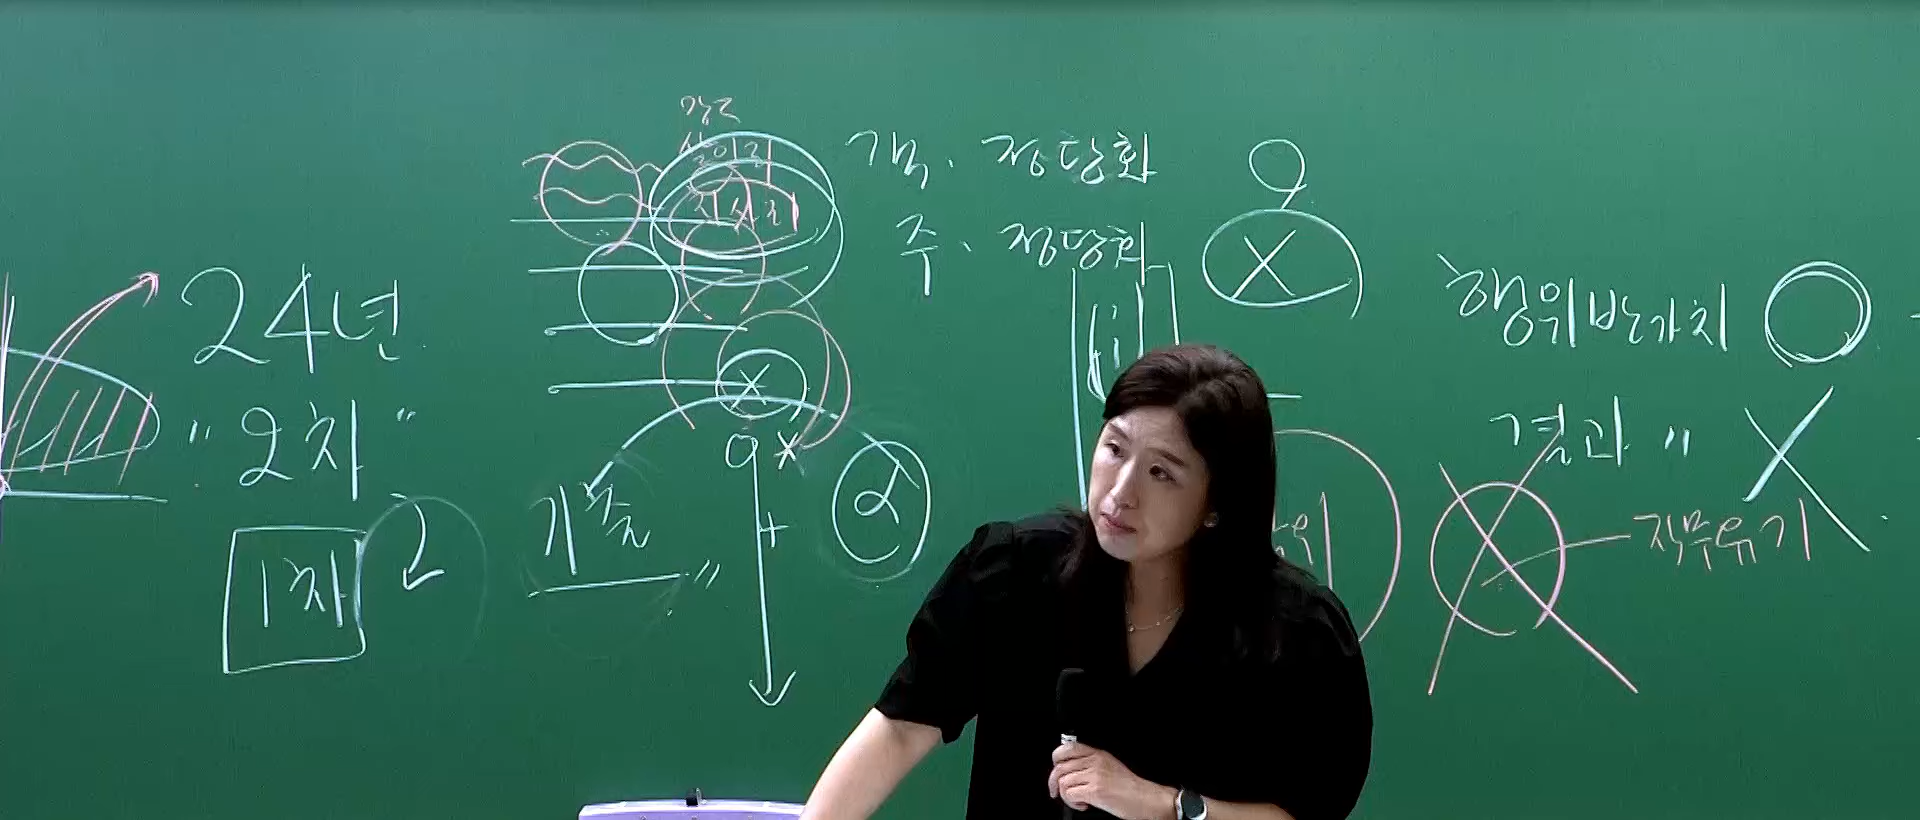 24년
"2차"
1차
기출"
α
객. 정당화
주. 정당화
X
행위반가치 O
결과 " X
직무유기